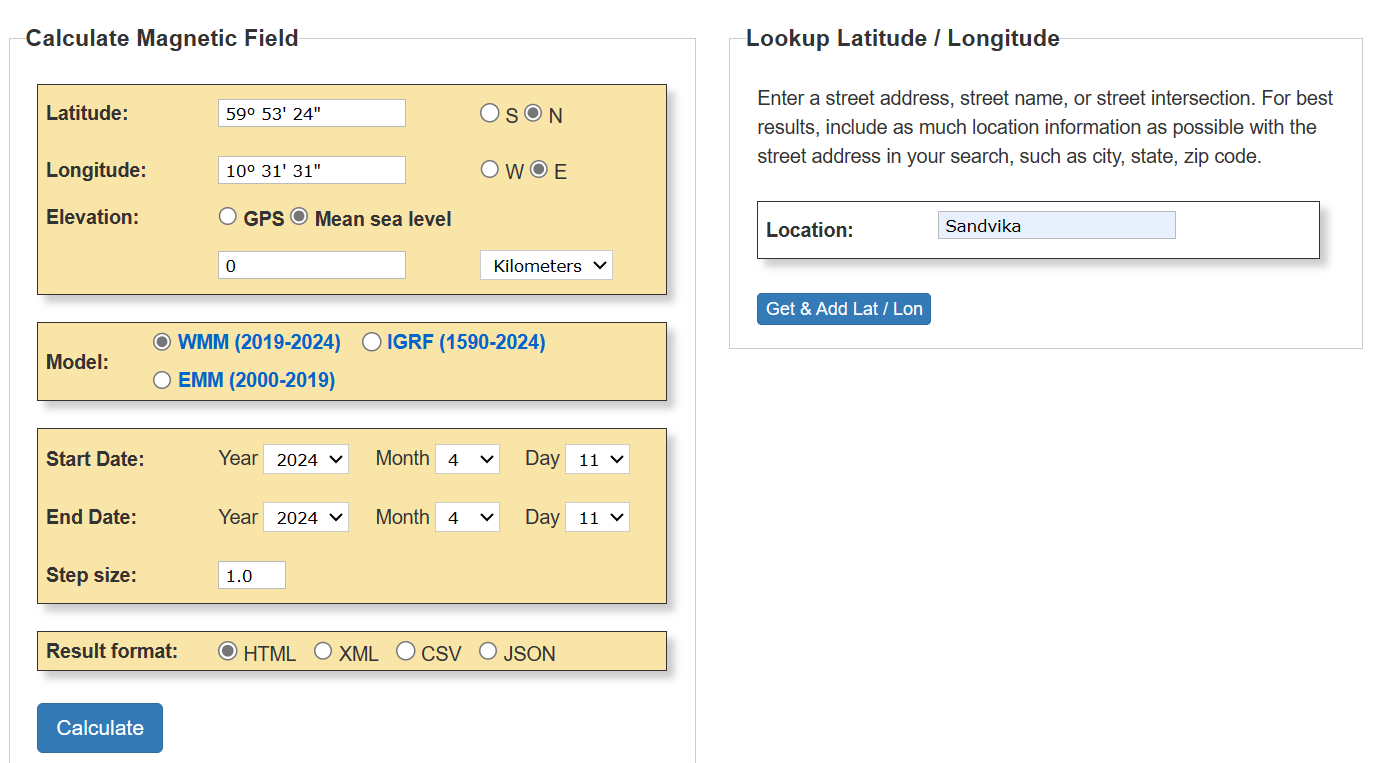 Calculate Magnetic Field
Latitude: 59º 53' 24" S N
Longitude: 10º 31' 31" W E
Elevation: GPS Mean sea level
0 Kilometers
Model: WMM (2019-2024) IGRF (1590-2024)
EMM (2000-2019)
Start Date: Year 2024 Month 4 Day 11
End Date: Year 2024 Month 4 Day 11
Step size: 1.0
Result format: HTML XML CSV JSON
Calculate
Lookup Latitude / Longitude
Enter a street address, street name, or street intersection. For best
results, include as much location information as possible with the
street address in your search, such as city, state, zip code.
Location: Sandvika
Get & Add Lat / Lon